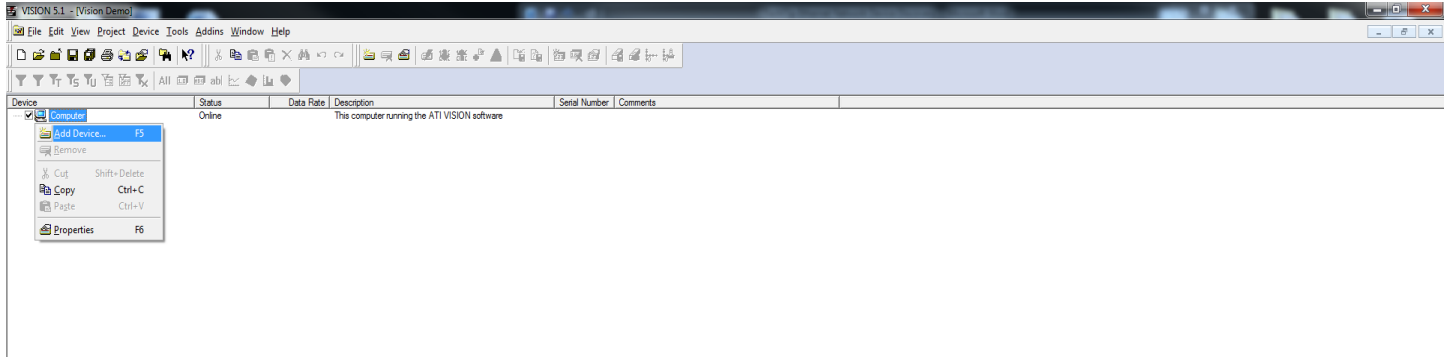 VISION 5.1 - [Vision Demo]
File Edit View Project Device Tools Addins Window Help
All ab|
Device Status Data Rate Description Serial Number Comments
Computer Online This computer running the ATI VISION software
Add Device... F5
Remove
Cut Shift+Delete
Copy Ctrl+C
Paste Ctrl+V
Properties F6